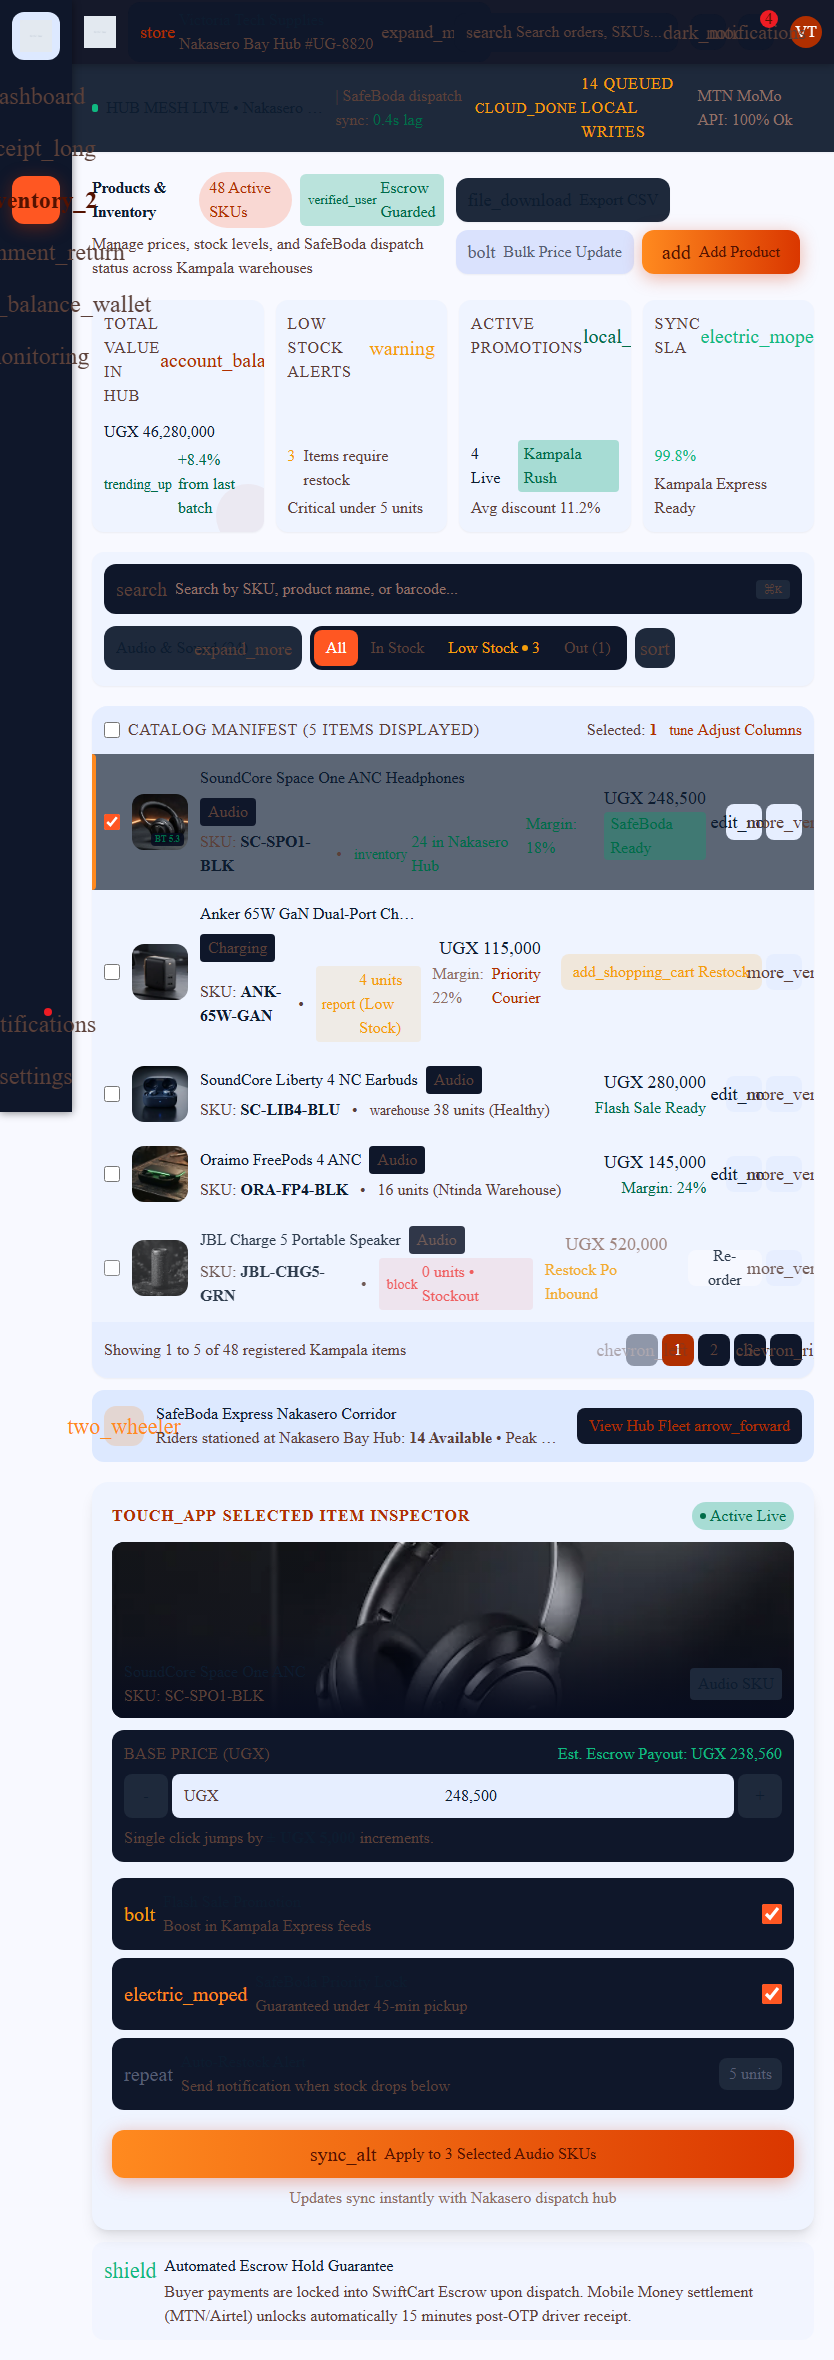 store
Nakasero Bay Hub #UG-8820
expand_m
search Search orders, SKUs...
dark_mode
notifications
4
VT
ashboard
ceipt_long
entory_2
nment_return
_balance_wallet
onitoring
tifications
settings
HUB MESH LIVE • Nakasero ...
| SafeBoda dispatch
sync: 0.4s lag
CLOUD_DONE
14 QUEUED
LOCAL
WRITES
MTN MoMo
API: 100% Ok
Products &
Inventory
48 Active
SKUs
verified_user
Escrow
Guarded
file_download Export CSV
Manage prices, stock levels, and SafeBoda dispatch
status across Kampala warehouses
bolt Bulk Price Update
add Add Product
TOTAL
VALUE
IN
HUB
account_bala
UGX 46,280,000
trending_up
+8.4%
from last
batch
LOW
STOCK
ALERTS
warning
3 Items require
restock
Critical under 5 units
ACTIVE
PROMOTIONS
local_
4
Live
Kampala
Rush
Avg discount 11.2%
SYNC
SLA
electric_mope
99.8%
Kampala Express
Ready
search Search by SKU, product name, or barcode...
⌘K
expand_more
All
In Stock
Low Stock • 3
Out (1)
sort
CATALOG MANIFEST (5 ITEMS DISPLAYED)
Selected: 1
tune Adjust Columns
BT 5.3
SoundCore Space One ANC Headphones
Audio
SKU: SC-SPO1-
BLK
•
inventory
24 in Nakasero
Hub
Margin:
18%
UGX 248,500
SafeBoda
Ready
Anker 65W GaN Dual-Port Ch...
Charging
SKU: ANK-
65W-GAN
•
report
4 units
(Low
Stock)
UGX 115,000
Margin:
22%
Priority
Courier
add_shopping_cart Restock
more_ver
SoundCore Liberty 4 NC Earbuds
Audio
SKU: SC-LIB4-BLU • warehouse 38 units (Healthy)
UGX 280,000
Flash Sale Ready
more_ver
Oraimo FreePods 4 ANC
Audio
SKU: ORA-FP4-BLK • 16 units (Ntinda Warehouse)
UGX 145,000
Margin: 24%
more_ver
JBL Charge 5 Portable Speaker
Audio
SKU: JBL-CHG5-
GRN
•
block
0 units •
Stockout
UGX 520,000
Restock Po
Inbound
Re-
order
more_ver
Showing 1 to 5 of 48 registered Kampala items
1
2
two_wheeler
SafeBoda Express Nakasero Corridor
Riders stationed at Nakasero Bay Hub: 14 Available • Peak ...
View Hub Fleet arrow_forward
TOUCH_APP SELECTED ITEM INSPECTOR
• Active Live
SoundCore Space One ANC
SKU: SC-SPO1-BLK
Audio SKU
BASE PRICE (UGX)
Est. Escrow Payout: UGX 238,560
-
UGX
248,500
+
Single click jumps by
increments.
bolt
Boost in Kampala Express feeds
electric_moped
Guaranteed under 45-min pickup
repeat
Send notification when stock drops below
5 units
sync_alt Apply to 3 Selected Audio SKUs
Updates sync instantly with Nakasero dispatch hub
shield
Automated Escrow Hold Guarantee
Buyer payments are locked into SwiftCart Escrow upon dispatch. Mobile Money settlement
(MTN/Airtel) unlocks automatically 15 minutes post-OTP driver receipt.